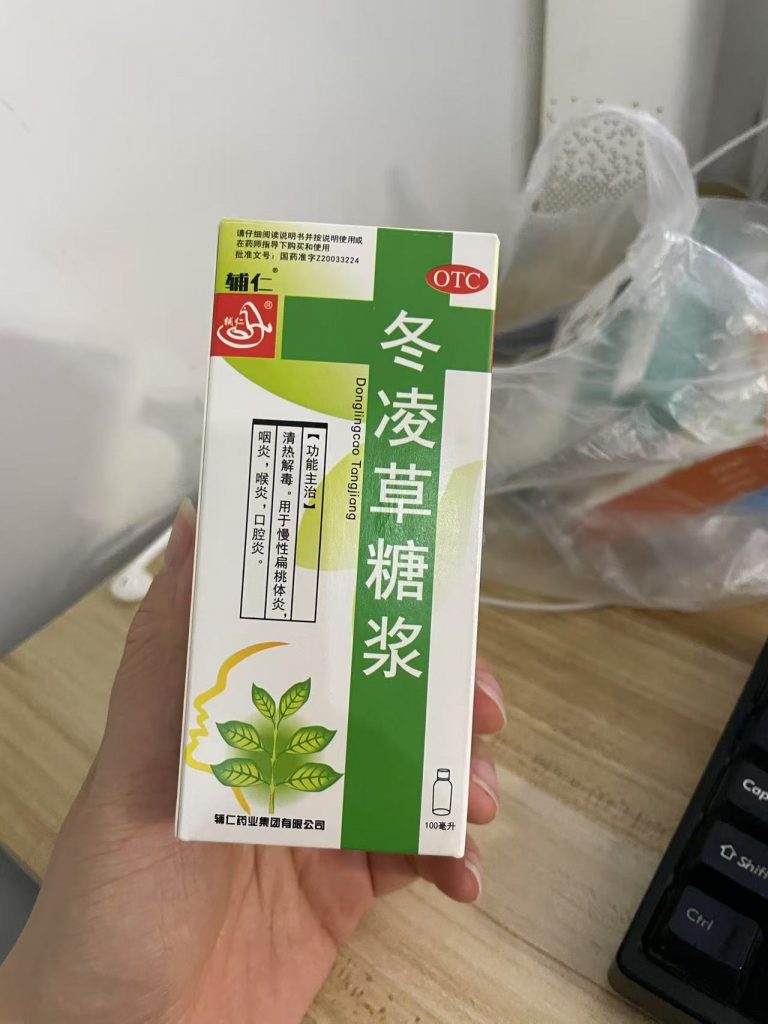 请仔细阅读说明书并按说明使用或
在药师指导下购买和使用
批准文号：国药准字Z20033224
辅仁®
辅仁®
OTC
冬凌草糖浆
Donglingcao Tangjiang
【功能主治】
清热解毒。用于慢性扁桃体炎，
咽炎，喉炎，口腔炎。
辅仁药业集团有限公司
100毫升
Cap
Shift
Ctrl